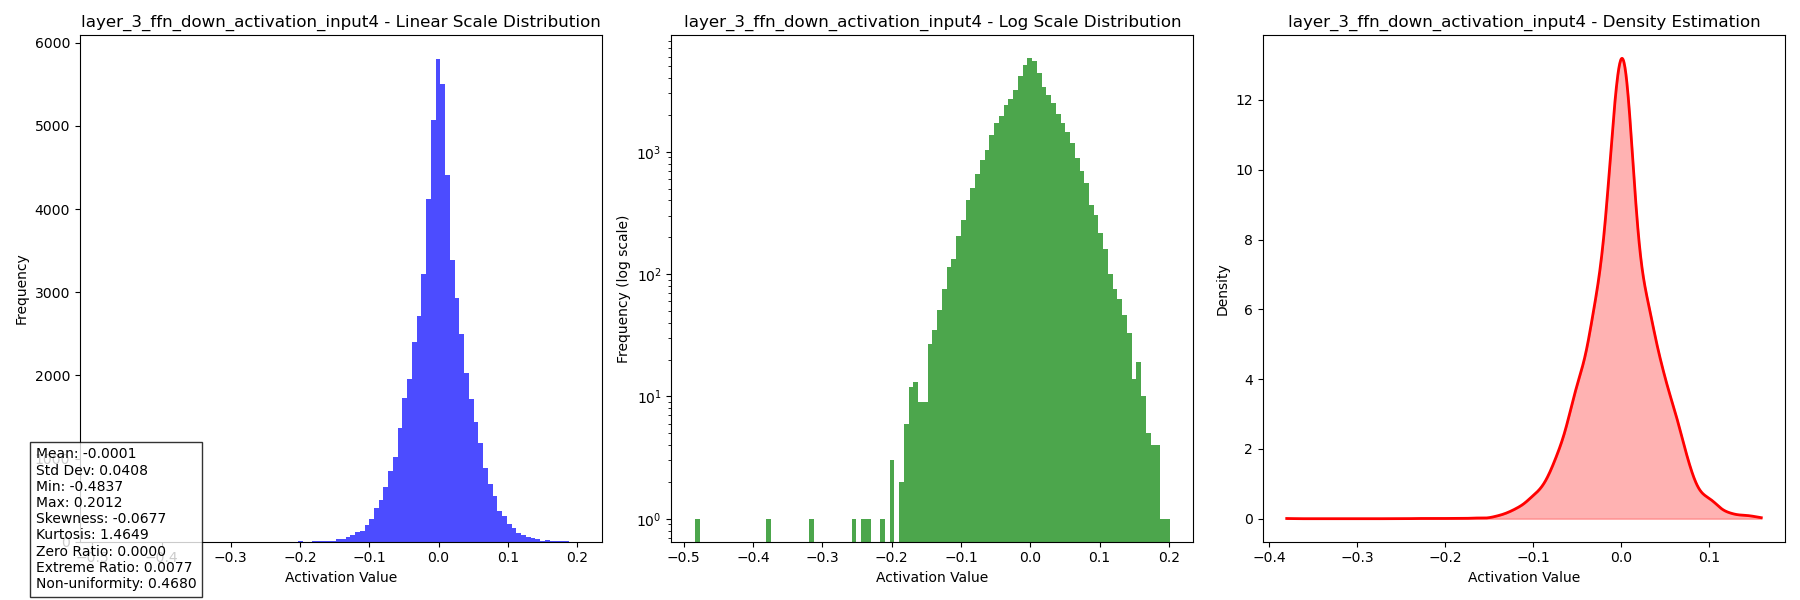 layer_3_ffn_down_activation_input4 - Linear Scale Distribution
6000
5000
4000
3000
2000
1000
0
Frequency
−0.4
−0.3
−0.2
−0.1
0.0
0.1
0.2
Activation Value
Mean: -0.0001
Std Dev: 0.0408
Min: -0.4837
Max: 0.2012
Skewness: -0.0677
Kurtosis: 1.4649
Zero Ratio: 0.0000
Extreme Ratio: 0.0077
Non-uniformity: 0.4680
layer_3_ffn_down_activation_input4 - Log Scale Distribution
10³
10²
10¹
10⁰
Frequency (log scale)
−0.5
−0.4
−0.3
−0.2
−0.1
0.0
0.1
0.2
Activation Value
layer_3_ffn_down_activation_input4 - Density Estimation
12
10
8
6
4
2
0
Density
−0.4
−0.3
−0.2
−0.1
0.0
0.1
Activation Value